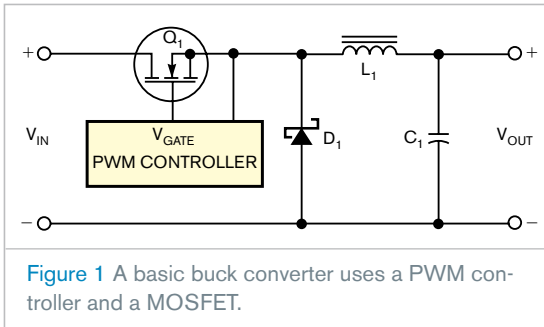 Q1
+
+
L1
VIN
VGATE
PWM CONTROLLER
D1
C1
VOUT
−
−
Figure 1 A basic buck converter uses a PWM con-
troller and a MOSFET.